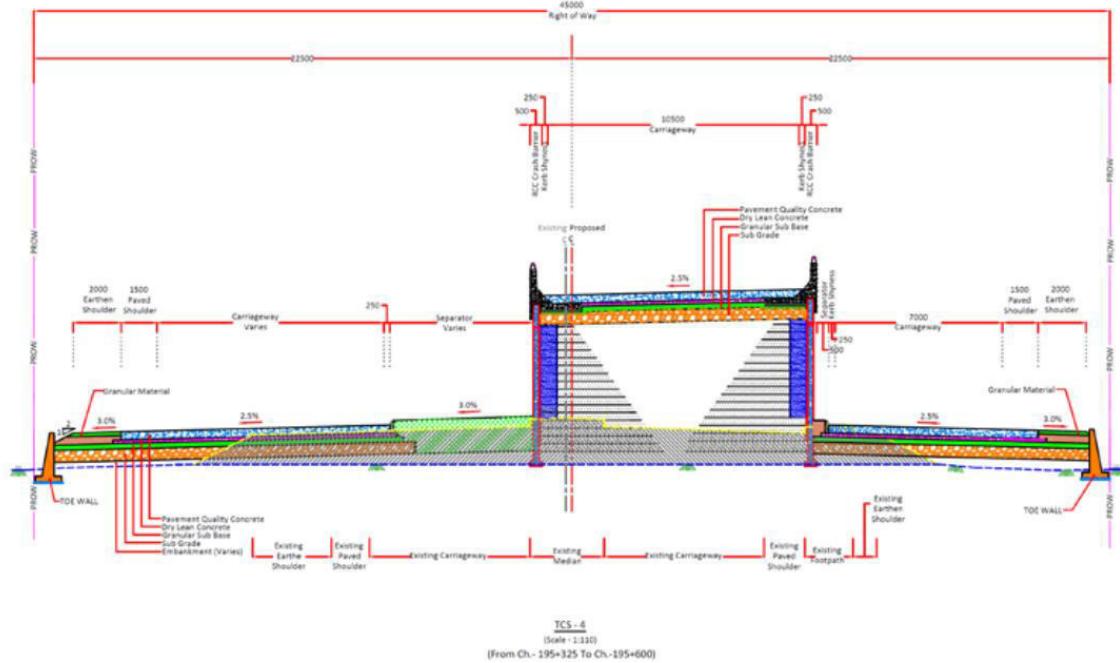 45000
Right of Way
22500
22500
250
500
10500
Carriageway
250
500
RCC Crash Barrier
Kerb Shyness
Kerb Shyness
RCC Crash Barrier
PROW
PROW
PROW
PROW
PROW
PROW
PROW
PROW
Pavement Quality Concrete
Dry Lean Concrete
Granular Sub Base
Sub Grade
Existing Proposed
C C
2.5%
2000
Earthen
Shoulder
1500
Paved
Shoulder
Carriageway
Varies
250
Separator
Varies
Separator
Kerb Shyness
250
500
7000
Carriageway
1500
Paved
Shoulder
2000
Earthen
Shoulder
Granular Material
Granular Material
3.0%
2.5%
3.0%
2.5%
3.0%
TOE WALL
TOE WALL
Pavement Quality Concrete
Dry Lean Concrete
Granular Sub Base
Sub Grade
Embankment (Varies)
Existing
Earthe
Shoulder
Existing
Paved
Shoulder
Existing Carriageway
Existing
Median
Existing Carriageway
Existing
Paved
Shoulder
Existing
Footpath
Existing
Earthen
Shoulder
TCS - 4
(Scale - 1:110)
(From Ch.- 195+325 To Ch.-195+600)